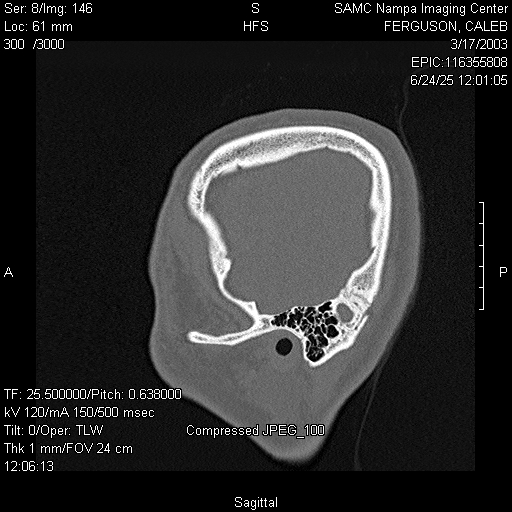 Ser: 8/Img: 146
Loc: 61 mm
300 /3000
S
HFS
SAMC Nampa Imaging Center
FERGUSON, CALEB
3/17/2003
EPIC:116355808
6/24/25 12:01:05
A
P
TF: 25.500000/Pitch: 0.638000
kV 120/mA 150/500 msec
Tilt: 0/Oper: TLW
Thk 1 mm/FOV 24 cm
12:06:13
Compressed JPEG_100
Sagittal